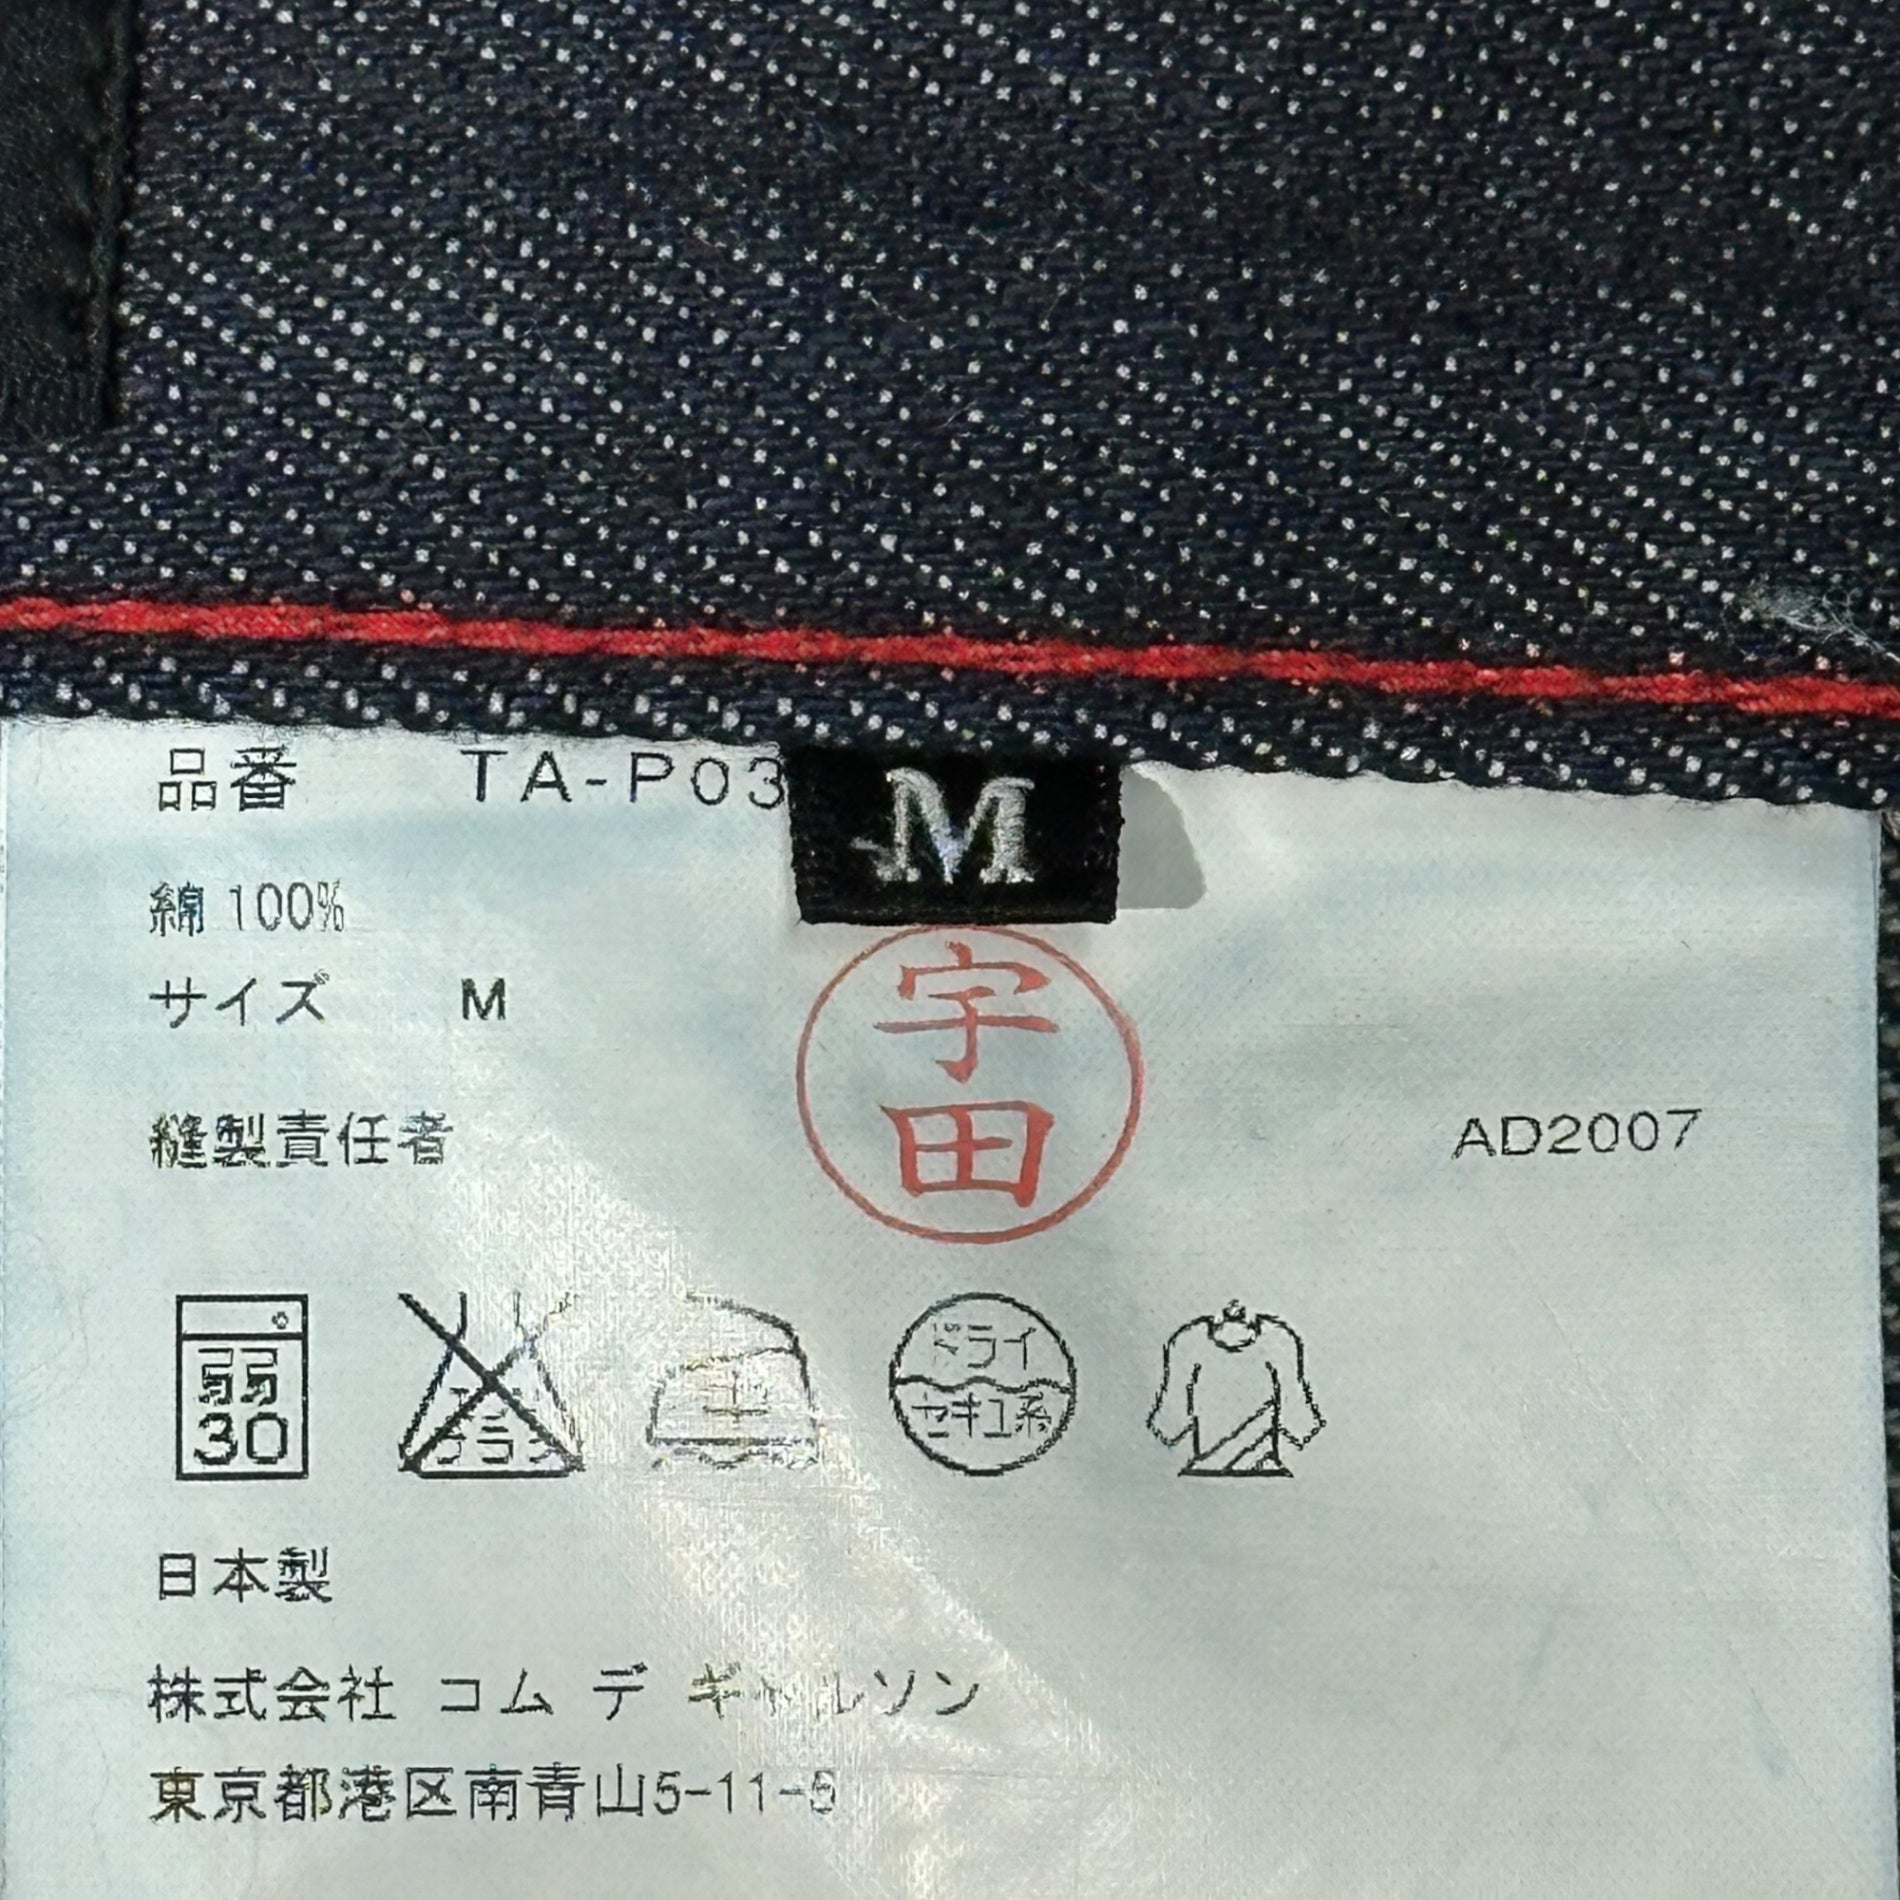 品番 TA-P03
M
綿 100%
サイズ M
宇田
縫製責任者
AD2007
弱
30
ドライ
セキユ系
日本製
株式会社 コム デ ギャルソン
東京都港区南青山5-11-5